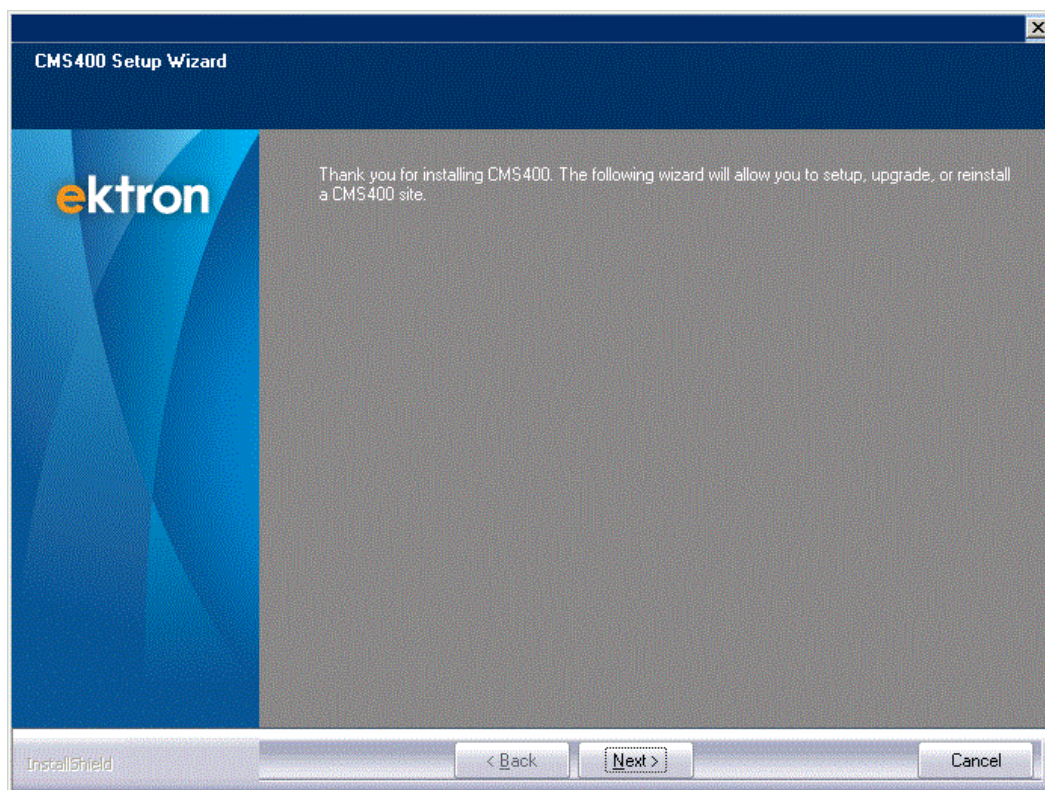 CMS400 Setup Wizard
ektron
Thank you for installing CMS400. The following wizard will allow you to setup, upgrade, or reinstall
a CMS400 site.
InstallShield
< Back
Next >
Cancel